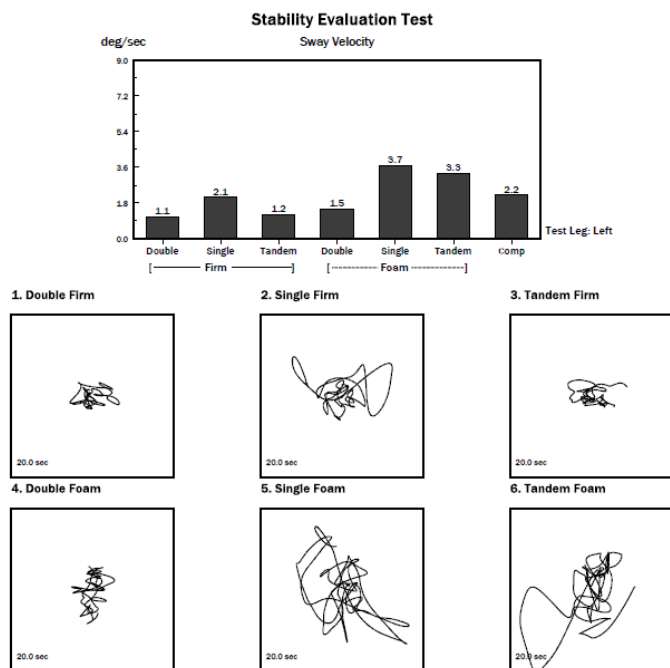 Stability Evaluation Test
deg/sec Sway Velocity
9.0
7.2
5.4
3.6
1.8
0.0
1.1 2.1 1.2 1.5 3.7 3.3 2.2
Double Single Tandem Double Single Tandem Comp
[ Firm ] [ Foam ]
Test Leg: Left
1. Double Firm 2. Single Firm 3. Tandem Firm
20.0 sec 20.0 sec 20.0 sec
4. Double Foam 5. Single Foam 6. Tandem Foam
20.0 sec 20.0 sec 20.0 sec